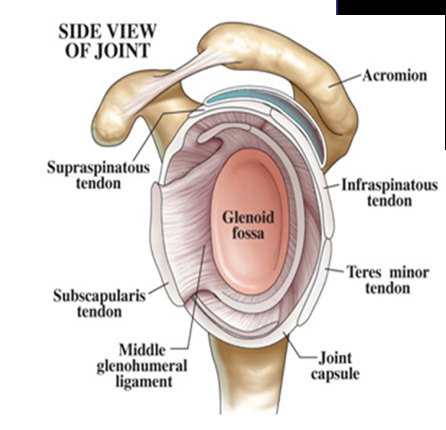 SIDE VIEW
OF JOINT
Acromion
Supraspinatous
tendon
Infraspinatous
tendon
Glenoid
fossa
Teres minor
tendon
Subscapularis
tendon
Middle
glenohumeral
ligament
Joint
capsule